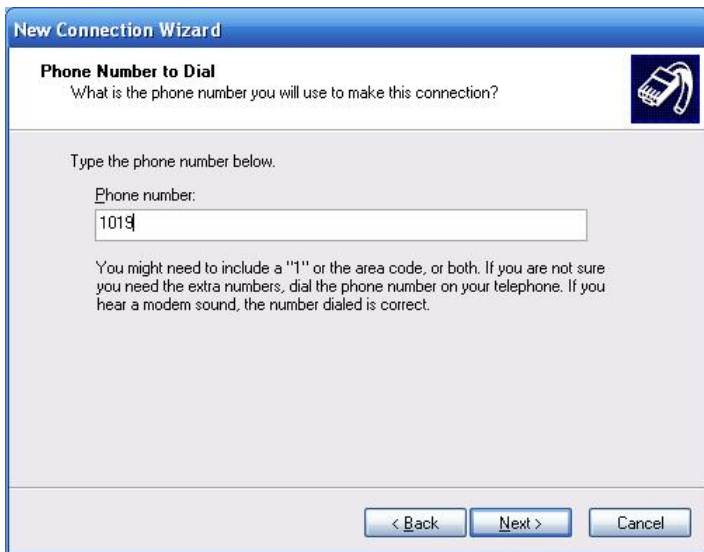 New Connection Wizard
Phone Number to Dial
What is the phone number you will use to make this connection?
Type the phone number below.
Phone number:
1019
You might need to include a "1" or the area code, or both. If you are not sure
you need the extra numbers, dial the phone number on your telephone. If you
hear a modem sound, the number dialed is correct.
< Back
Next >
Cancel